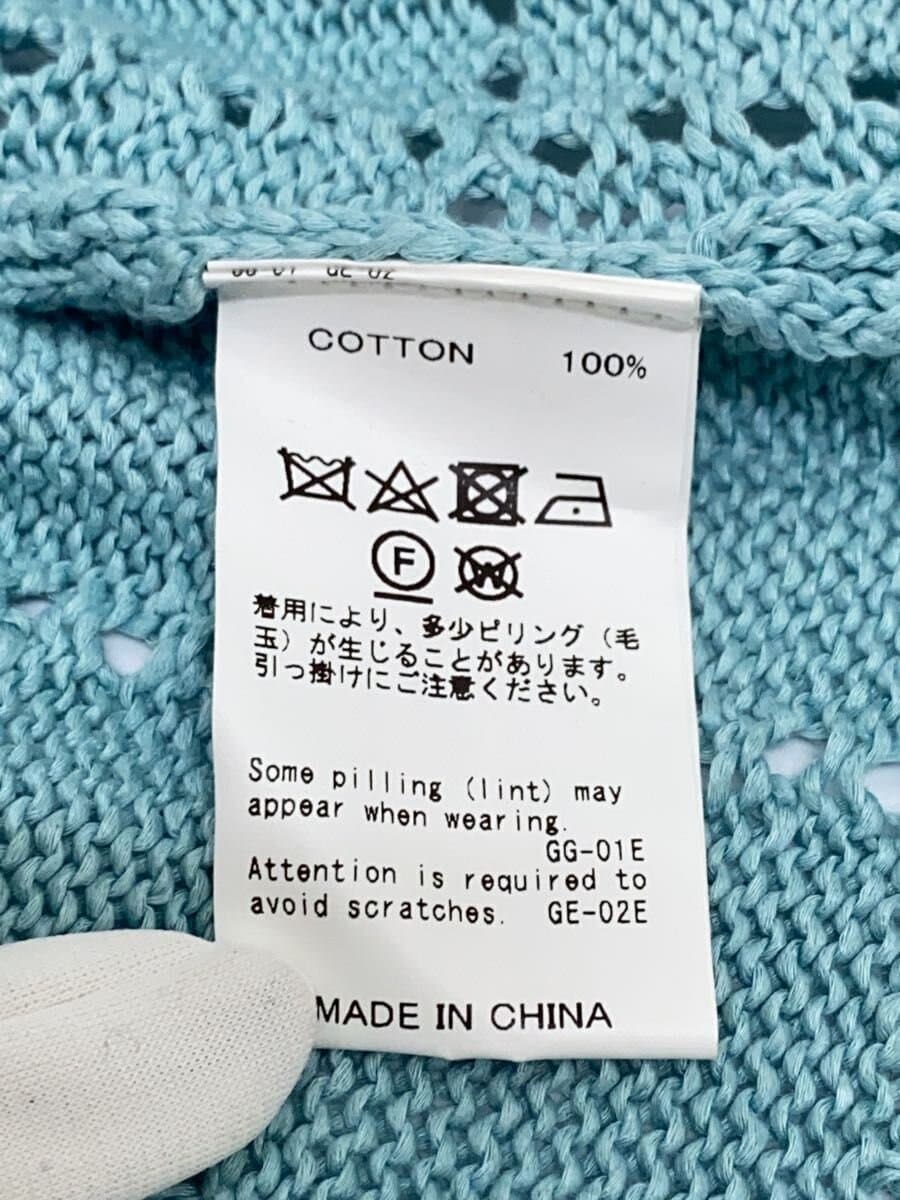 COTTON 100%
F
W
着用により、多少ピリング（毛
玉）が生じることがあります。
引っ掛けにご注意ください。
Some pilling (lint) may
appear when wearing.
GG-01E
Attention is required to
avoid scratches. GE-02E
MADE IN CHINA